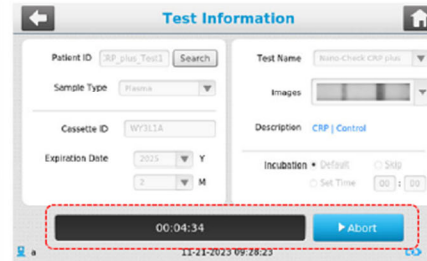 Test Information
Patient ID
CRP_plus_Test1
Search
Sample Type
Plasma
Cassette ID
WY3L1A
Expiration Date
2025
Y
2
M
Test Name
Nano-Check CRP plus
Images
Description
CRP | Control
Incubation
Default
Skip
Set Time
00 : 00
00:04:34
Abort
a
11-21-2023 09:28:23